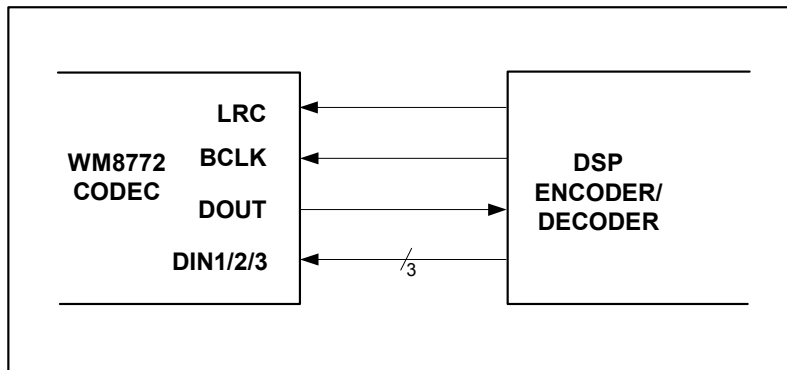 LRC
WM8772
CODEC
BCLK
DOUT
DIN1/2/3
3
DSP
ENCODER/
DECODER